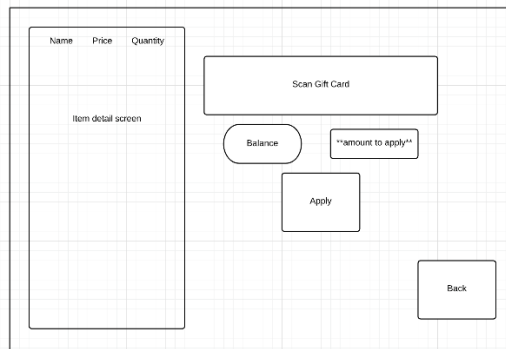 Name Price Quantity
Item detail screen
Scan Gift Card
Balance
**amount to apply**
Apply
Back